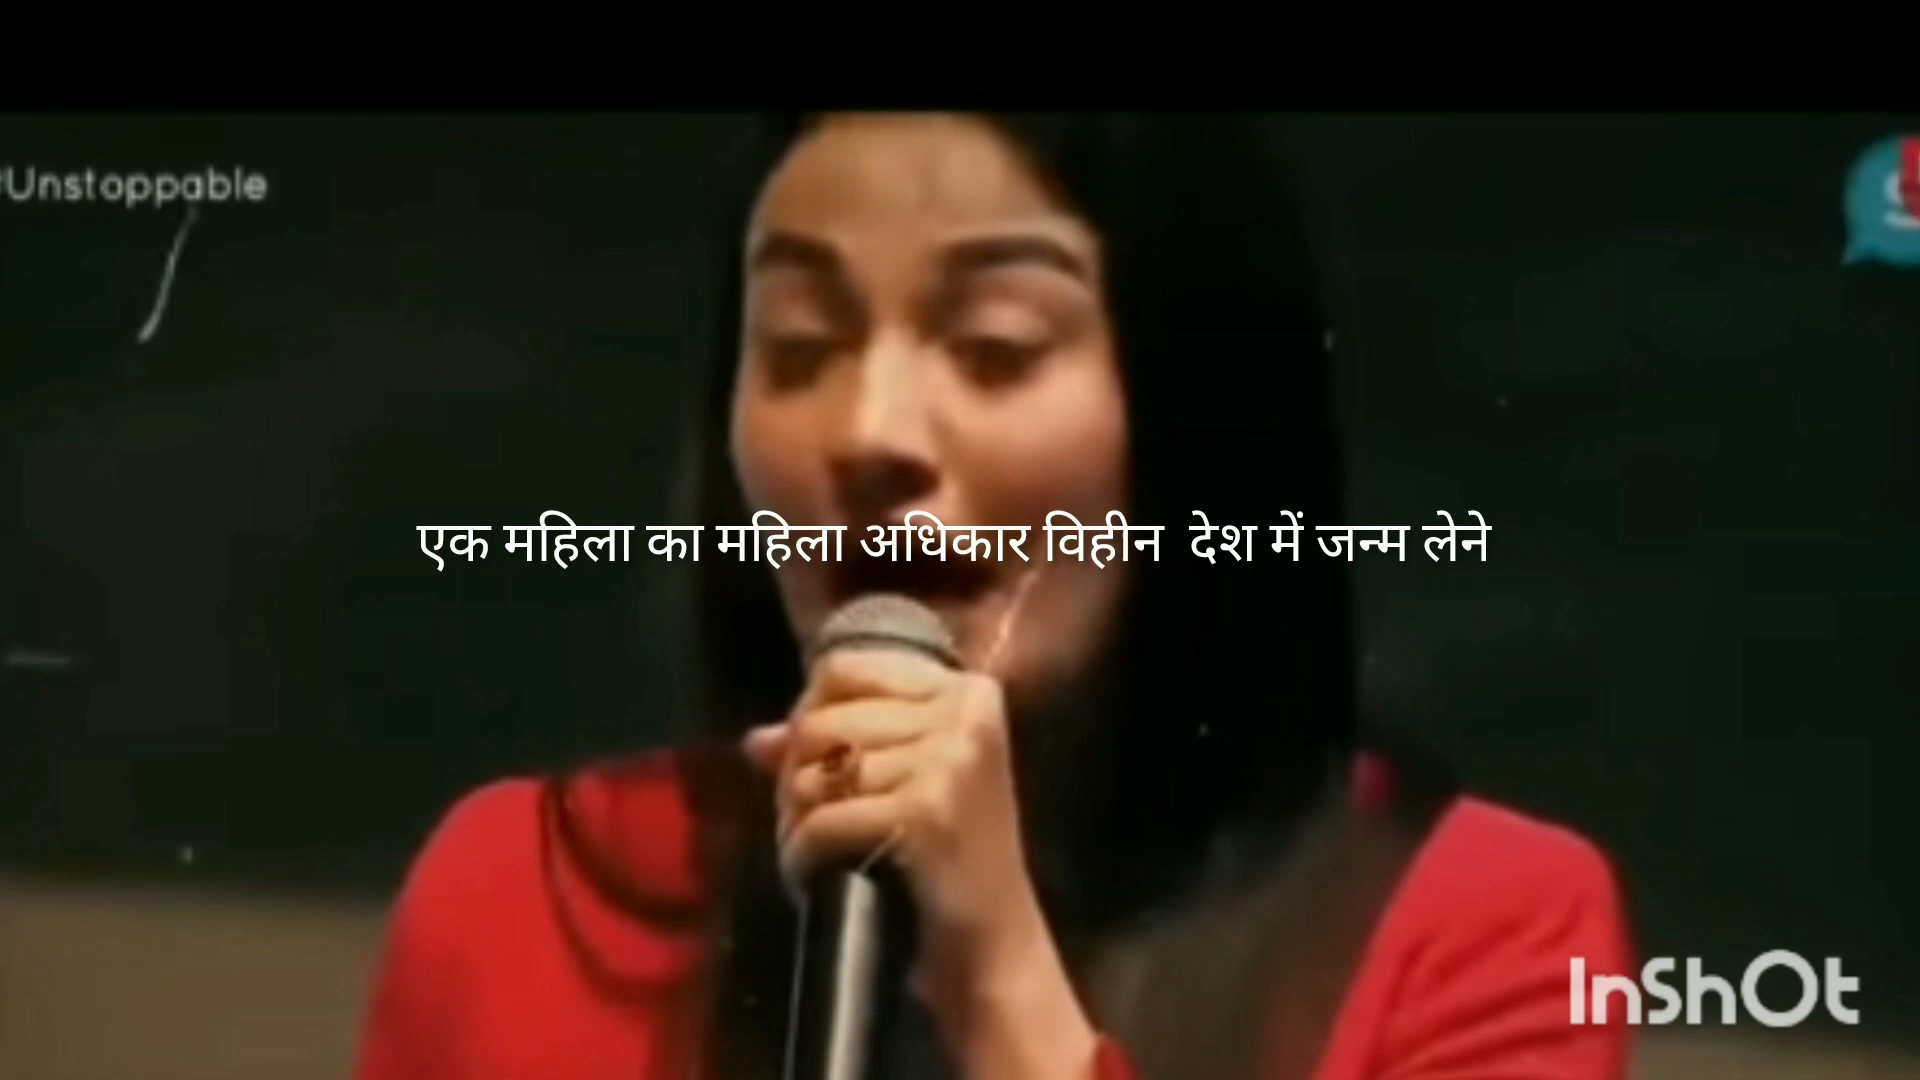 #Unstoppable
एक महिला का महिला अधिकार विहीन  देश में जन्म लेने
InShOt